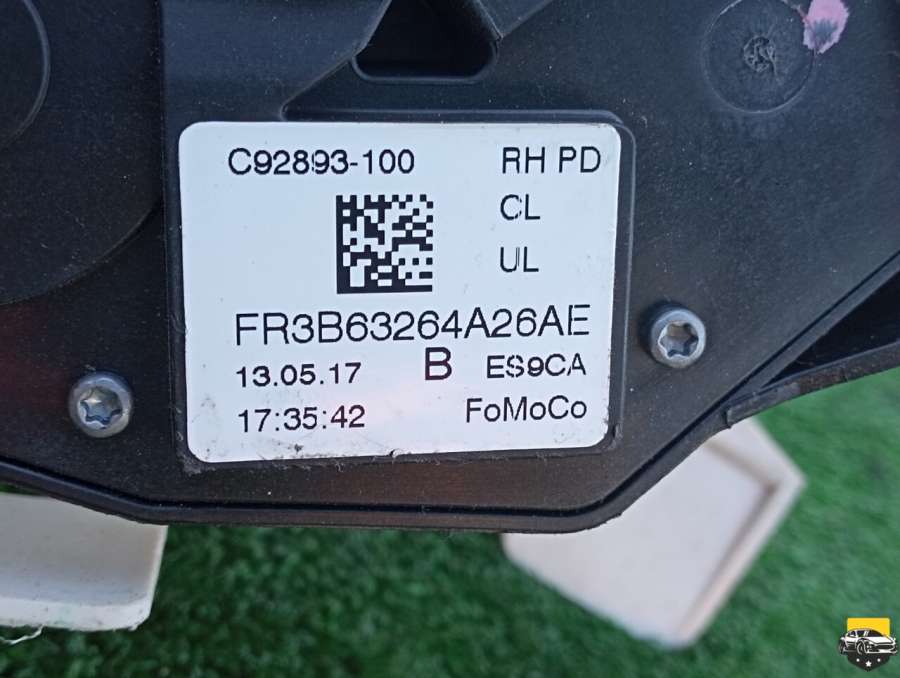 C92893-100 RH PD
CL
UL
FR3B63264A26AE
13.05.17 B ES9CA
17:35:42 FoMoCo